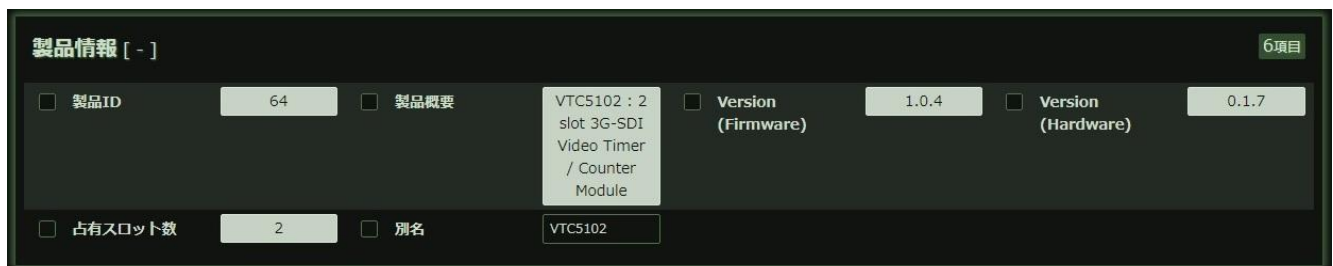 製品情報 [ - ]
6項目
製品ID
64
製品概要
VTC5102 : 2
slot 3G-SDI
Video Timer
/ Counter
Module
Version
(Firmware)
1.0.4
Version
(Hardware)
0.1.7
占有スロット数
2
別名
VTC5102